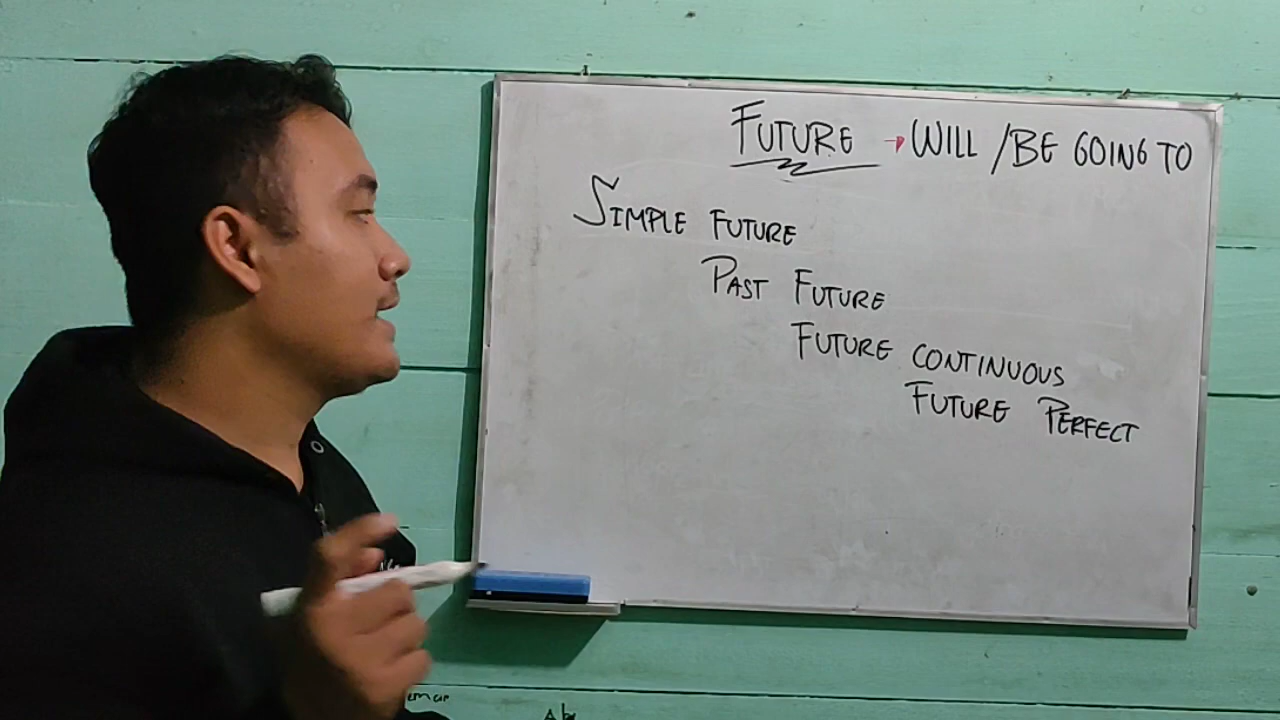 FUTURE → WILL / BE GOING TO
SIMPLE FUTURE
PAST FUTURE
FUTURE CONTINUOUS
FUTURE PERFECT